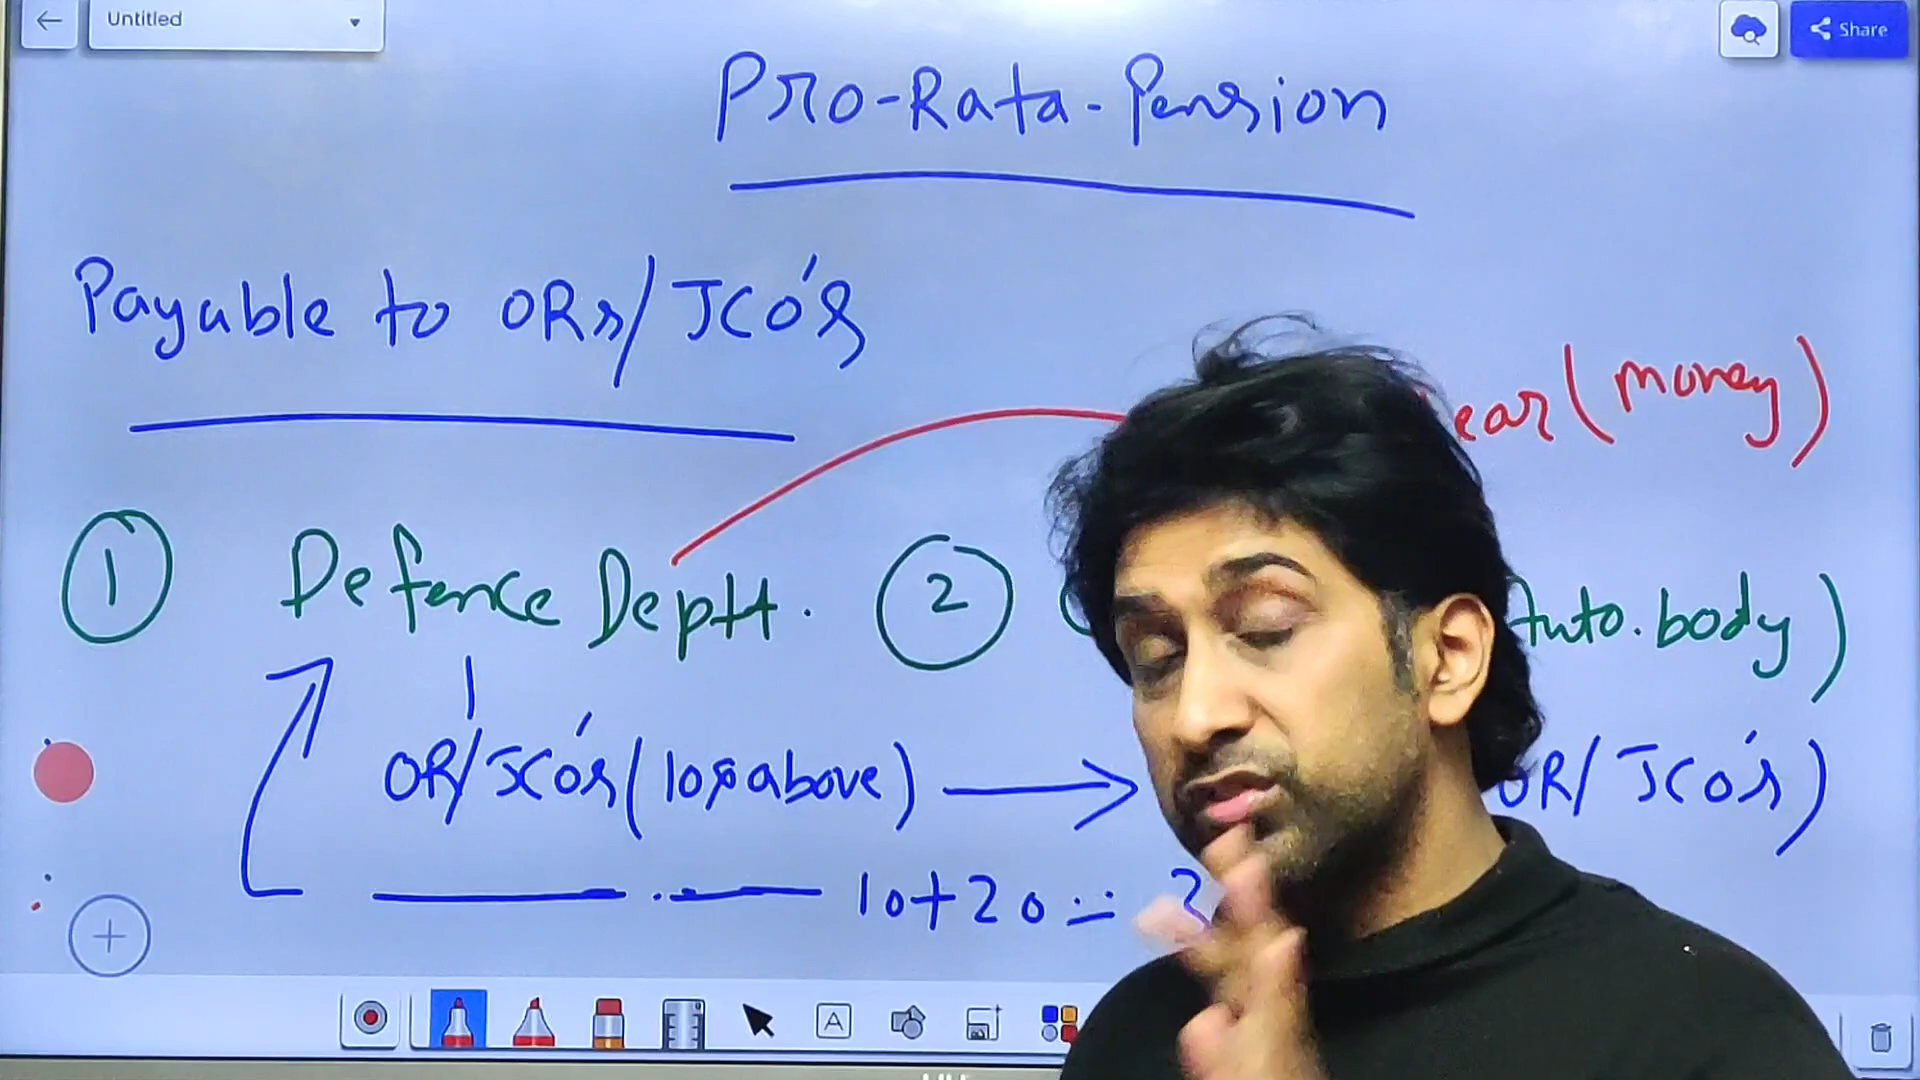 Untitled
Share
Pro-Rata-Pension
Payable to ORs/JCO's
(money)
1 Defence Deptt. 2 Auto.body)
OR/JCO's(10&above) → OR/JCO's)
10+20=
A